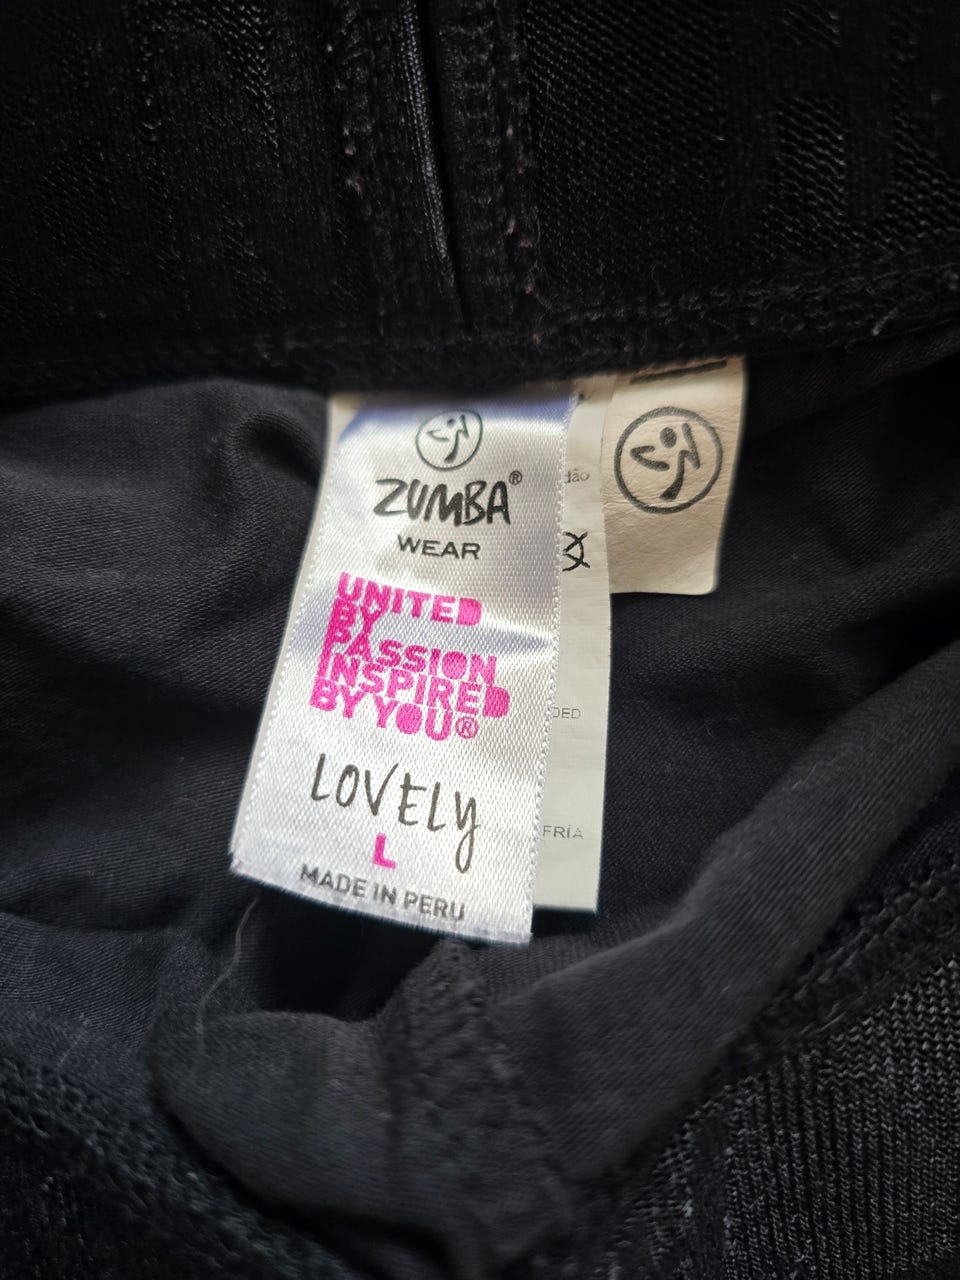 ZUMBA®
WEAR
UNITED
BY
PASSION
INSPIRED
BY YOU®
LOVELY
L
MADE IN PERU
dão
DED
FRÍA